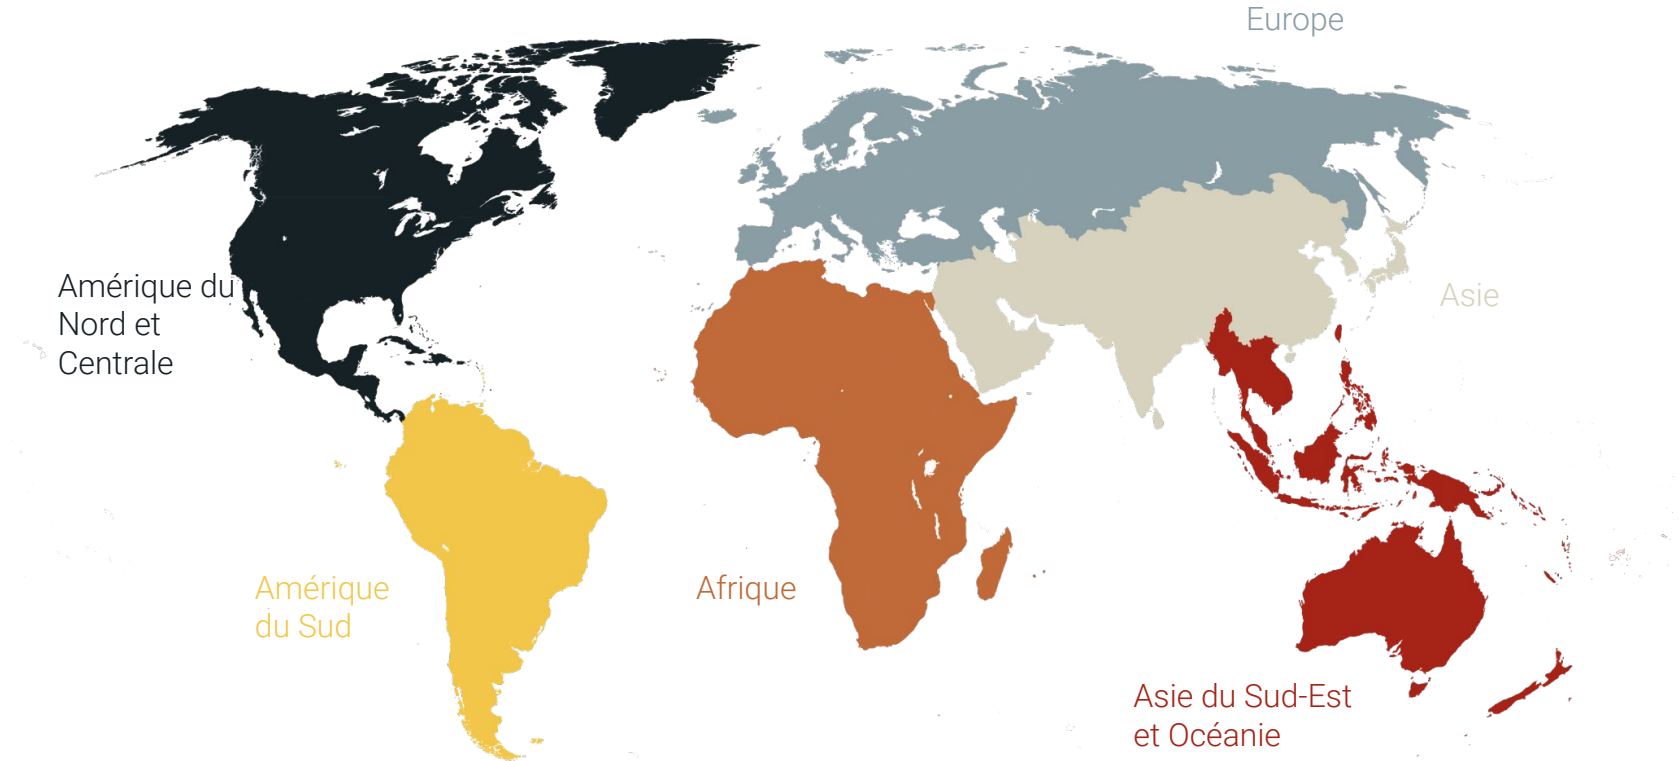 Europe
Amérique du
Nord et
Centrale
Asie
Amérique
du Sud
Afrique
Asie du Sud-Est
et Océanie